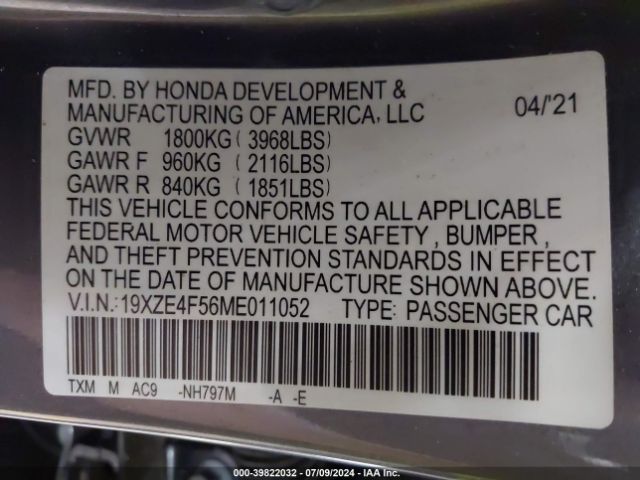 MFD. BY HONDA DEVELOPMENT &
MANUFACTURING OF AMERICA, LLC 04/'21
GVWR 1800KG ( 3968LBS)
GAWR F 960KG ( 2116LBS)
GAWR R 840KG ( 1851LBS)
THIS VEHICLE CONFORMS TO ALL APPLICABLE
FEDERAL MOTOR VEHICLE SAFETY , BUMPER ,
AND THEFT PREVENTION STANDARDS IN EFFECT
ON THE DATE OF MANUFACTURE SHOWN ABOVE.
V.I.N.:19XZE4F56ME011052 TYPE: PASSENGER CAR
TXM M AC9 -NH797M -A -E
000-39822032 - 07/09/2024 - IAA Inc.